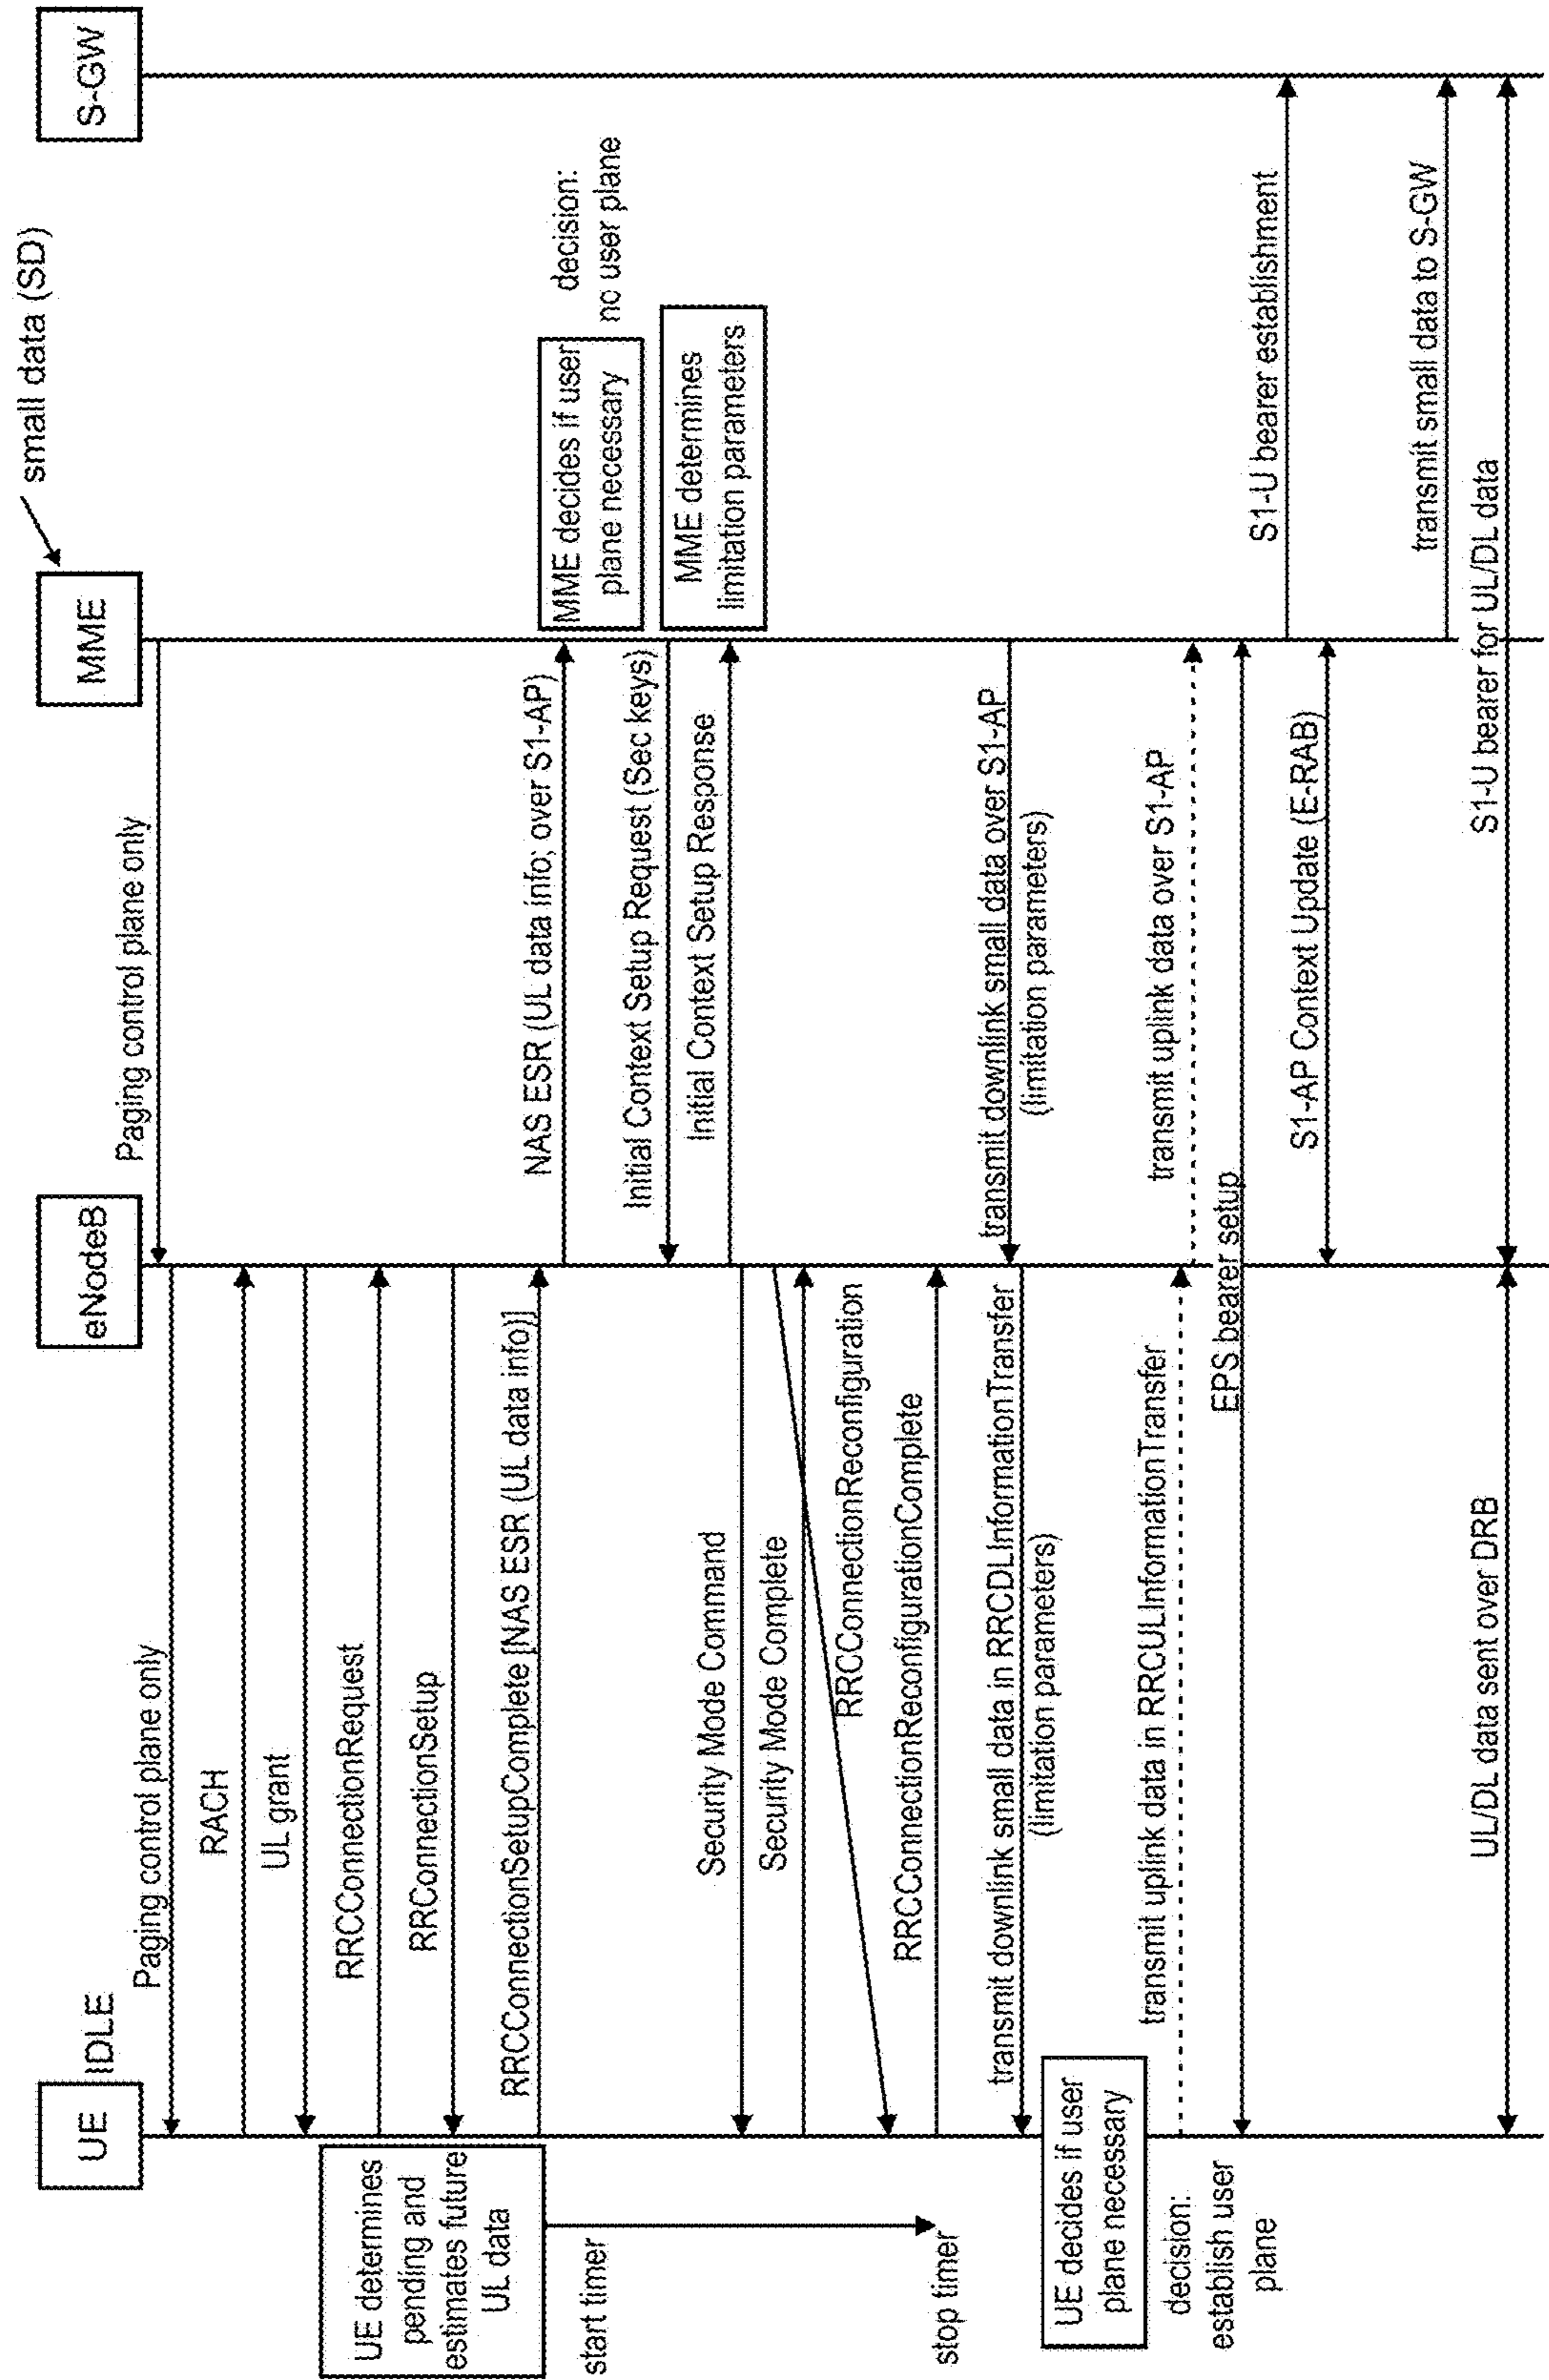 small data (SD)
UE
eNodeB
MME
S-GW
IDLE
Paging control plane only
Paging control plane only
RACH
UL grant
RRCConnectionRequest
UE determines
pending and
estimates future
UL data
RRConnectionSetup
RRCConnectionSetupComplete [NAS ESR (UL data info)]
NAS ESR (UL data info; over S1-AP)
MME decides if user
plane necessary
decision:
no user plane
start timer
Initial Context Setup Request (Sec keys)
MME determines
limitation parameters
Initial Context Setup Response
Security Mode Command
Security Mode Complete
RRCConnectionReconfiguration
RRCConnectionReconfigurationComplete
stop timer
transmit downlink small data over S1-AP
(limitation parameters)
transmit downlink small data in RRCDLInformationTransfer
(limitation parameters)
UE decides if user
plane necessary
decision:
establish user
plane
transmit uplink data in RRCULInformationTransfer
transmit uplink data over S1-AP
EPS bearer setup
S1-U bearer establishment
S1-AP Context Update (E-RAB)
transmit small data to S-GW
UL/DL data sent over DRB
S1-U bearer for UL/DL data